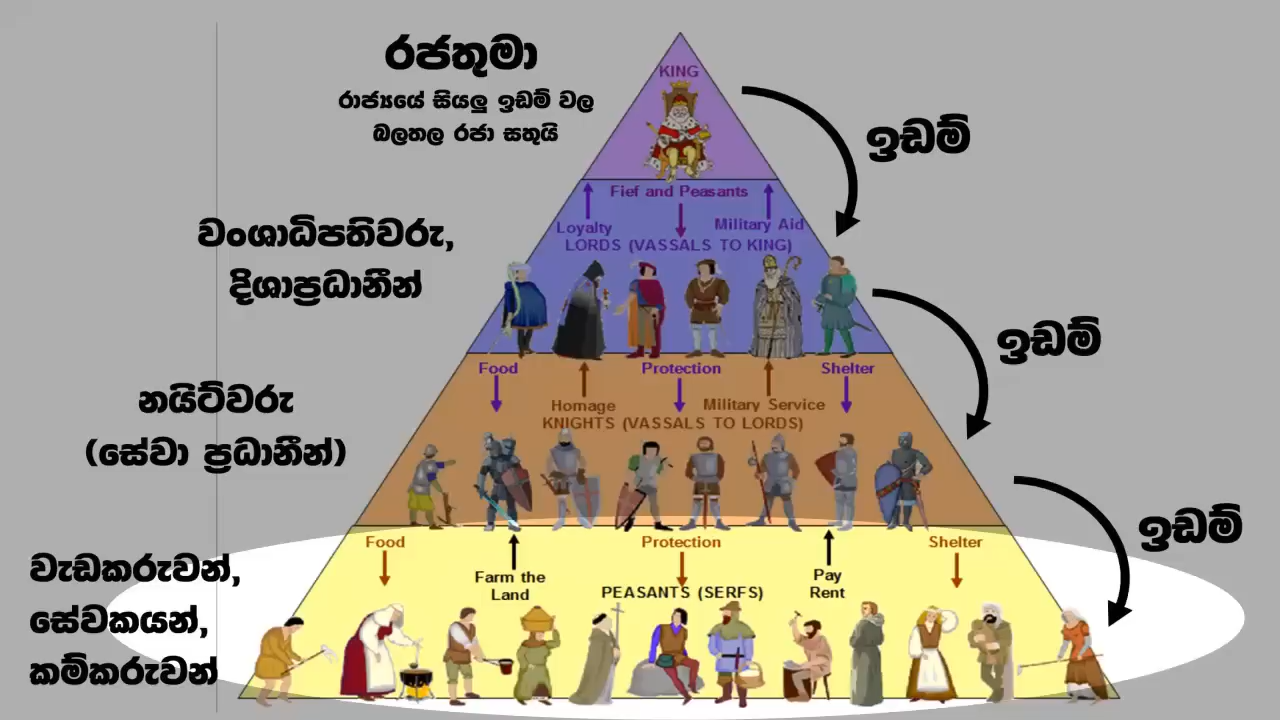 රජතුමා
රාජ්‍යයේ සියලු ඉඩම් වල
බලතල රජා සතුයි
KING
ඉඩම්
Fief and Peasants
Loyalty
Military Aid
LORDS (VASSALS TO KING)
වංශාධිපතිවරු,
දිශාප්‍රධානීන්
ඉඩම්
Food
Protection
Shelter
Homage
Military Service
KNIGHTS (VASSALS TO LORDS)
නයිට්වරු
(සේවා ප්‍රධානීන්)
ඉඩම්
Food
Protection
Shelter
Farm the
Land
PEASANTS (SERFS)
Pay
Rent
වැඩකරුවන්,
සේවකයන්,
කම්කරුවන්